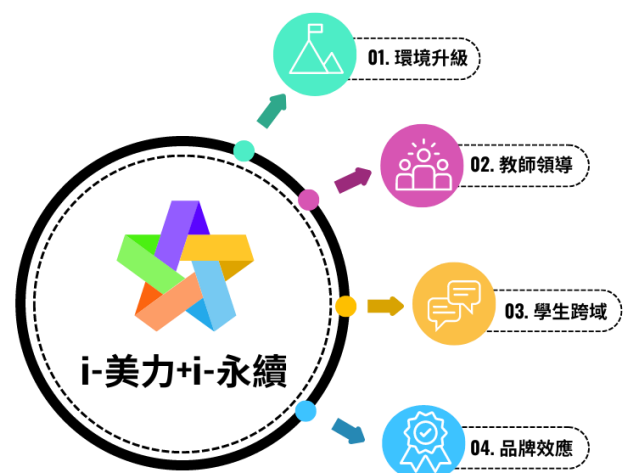 01. 環境升級
02. 教師領導
03. 學生跨域
i-美力+i-永續
04. 品牌效應